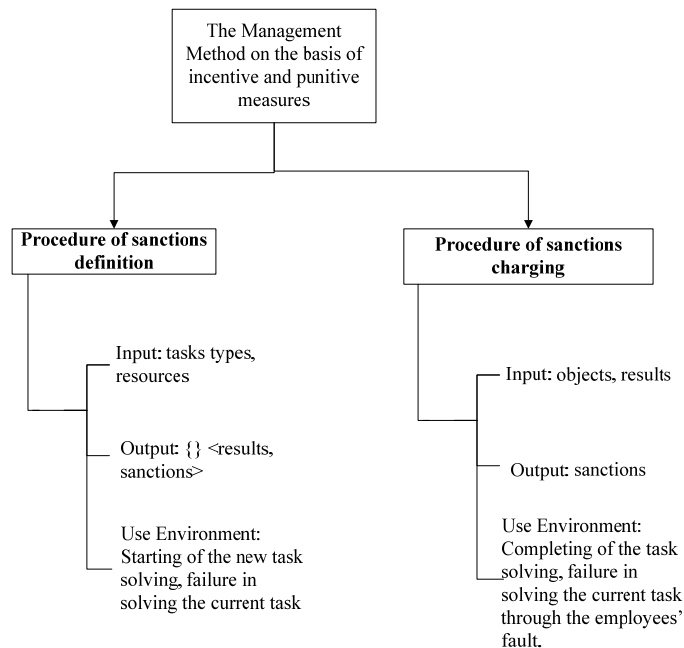 The Management
Method on the basis of
incentive and punitive
measures
Procedure of sanctions
definition
Input: tasks types,
resources
Output: {} <results,
sanctions>
Use Environment:
Starting of the new task
solving, failure in
solving the current task
Procedure of sanctions
charging
Input: objects, results
Output: sanctions
Use Environment:
Completing of the task
solving, failure in
solving the current task
through the employees’
fault.